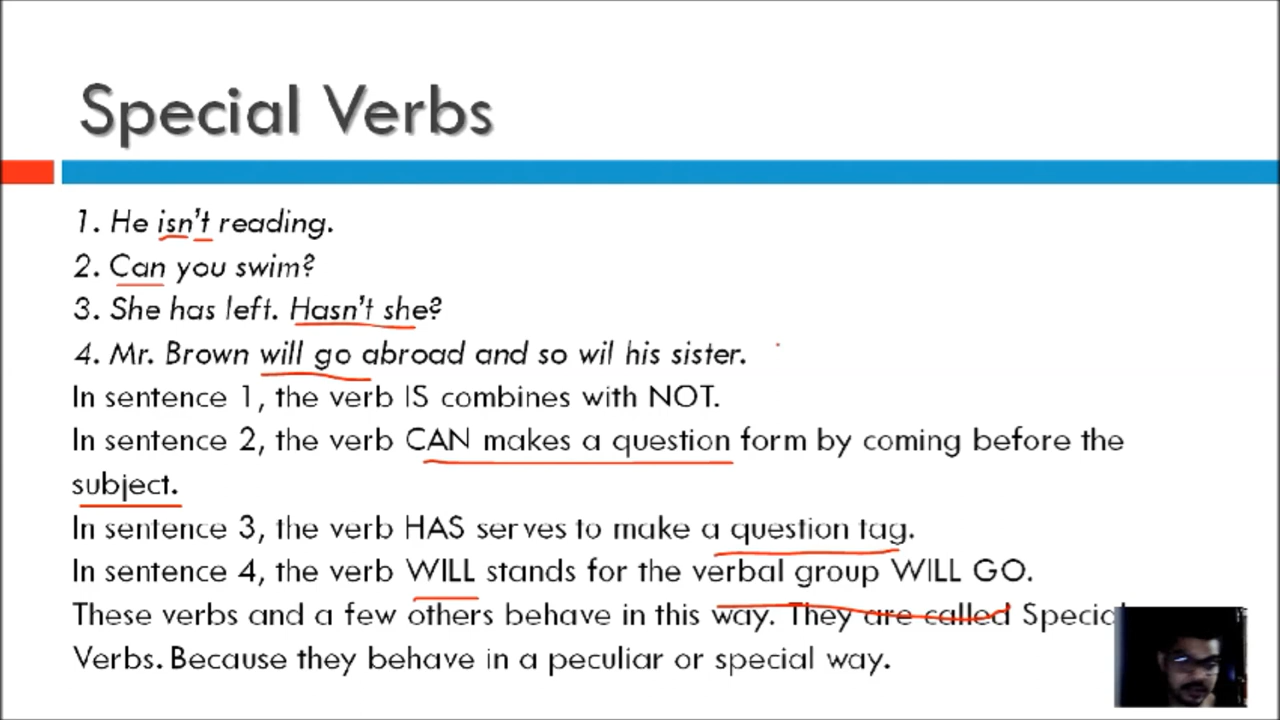 Special Verbs
1. He isn't reading.
2. Can you swim?
3. She has left. Hasn't she?
4. Mr. Brown will go abroad and so wil his sister.
In sentence 1, the verb IS combines with NOT.
In sentence 2, the verb CAN makes a question form by coming before the
subject.
In sentence 3, the verb HAS serves to make a question tag.
In sentence 4, the verb WILL stands for the verbal group WILL GO.
These verbs and a few others behave in this way. They are called Special
Verbs. Because they behave in a peculiar or special way.